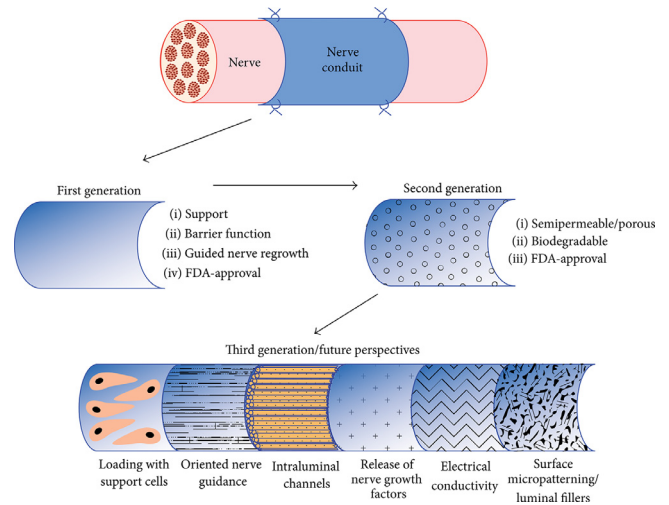 Nerve
Nerve
conduit
First generation
(i) Support
(ii) Barrier function
(iii) Guided nerve regrowth
(iv) FDA-approval
Second generation
(i) Semipermeable/porous
(ii) Biodegradable
(iii) FDA-approval
Third generation/future perspectives
Loading with
support cells
Oriented nerve
guidance
Intraluminal
channels
Release of
nerve growth
factors
Electrical
conductivity
Surface
micropatterning/
luminal fillers